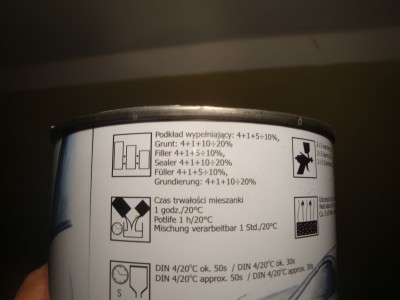 Podkład wypełniający: 4+1+5÷10%,
Grunt: 4+1+10÷20%
Filler 4+1+5÷10%,
Sealer 4+1+10÷20%
Füller 4+1+5÷10%,
Grundierung: 4+1+10÷20%
Czas trwałości mieszanki
1 godz./20°C
Potlife 1 h/20°C
Mischung verarbeitbar 1 Std./20°C
DIN 4/20°C ok. 50s / DIN 4/20°C ok. 30s
DIN 4/20°C approx. 50s / DIN 4/20°C approx. 30s
S